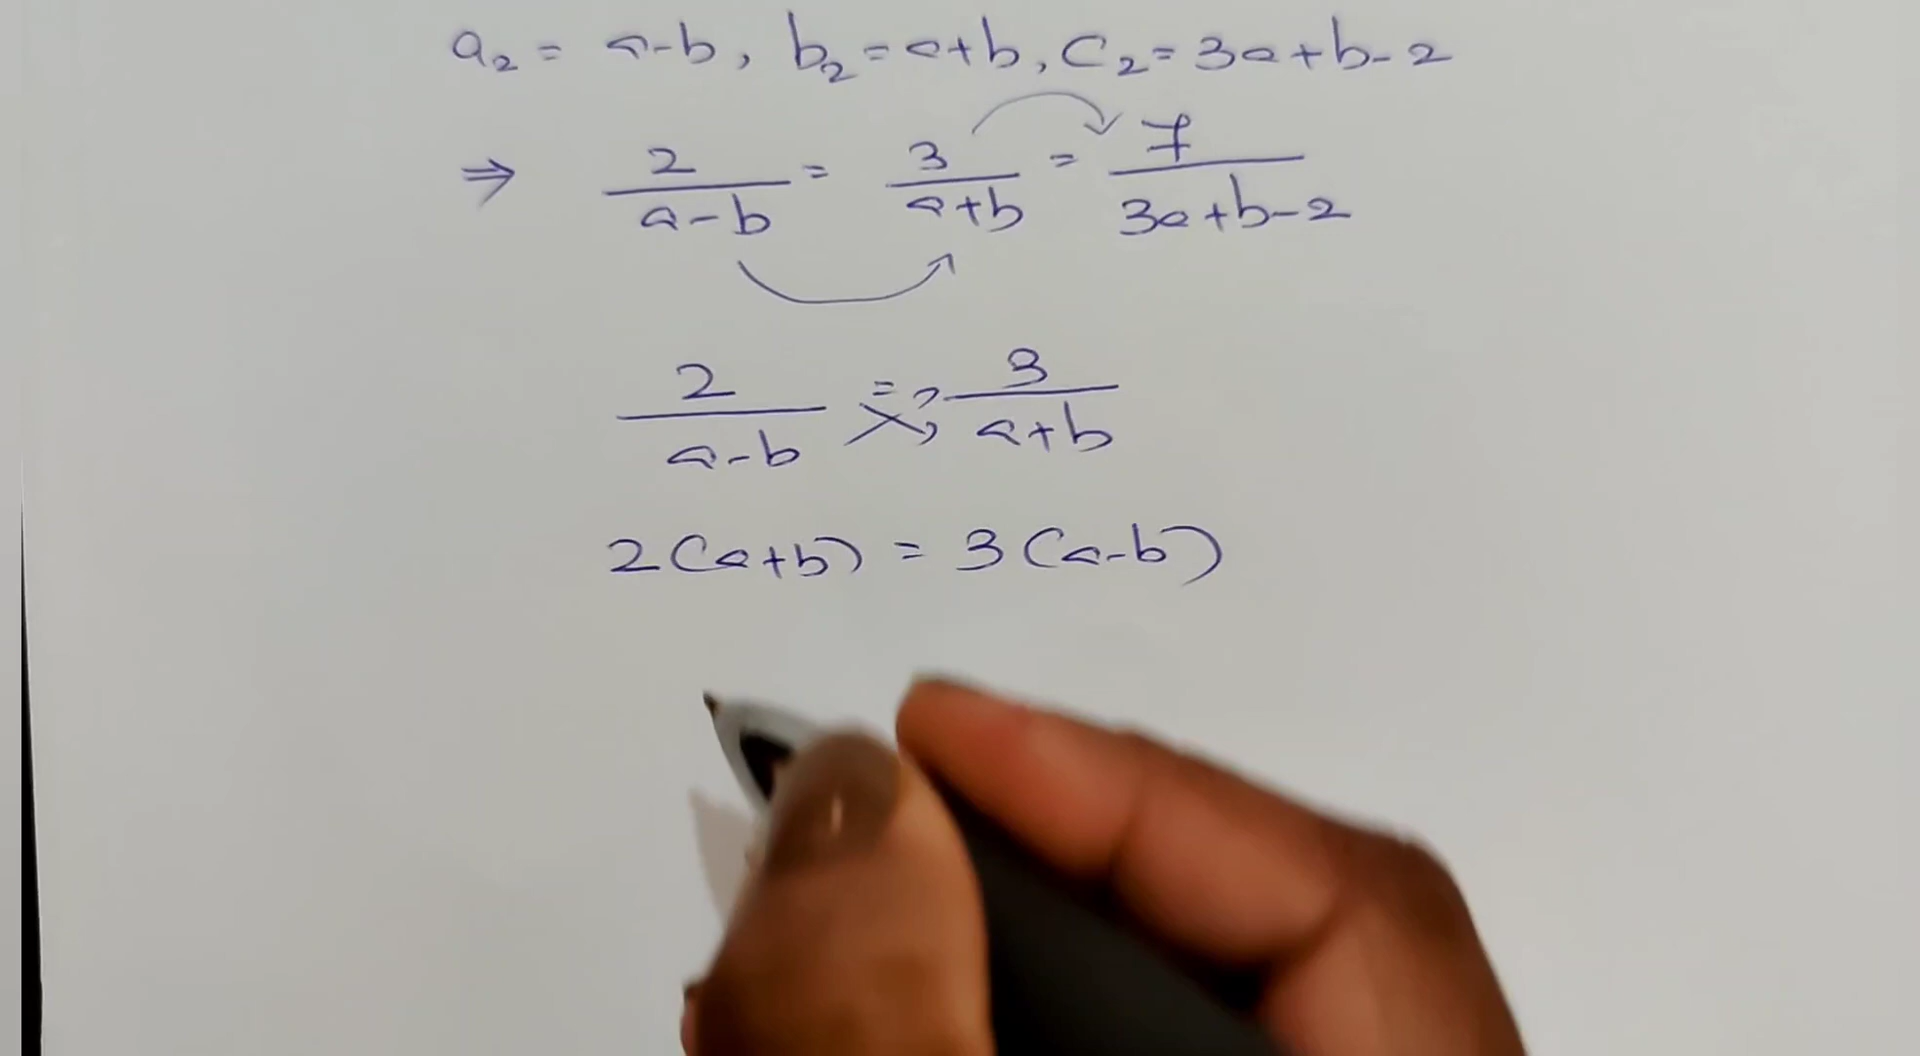 a₂ = a-b, b₂ = a+b, c₂ = 3a+b-2
⇒ 2/(a-b) = 3/(a+b) = 7/(3a+b-2)
2/(a-b) = 3/(a+b)
2(a+b) = 3(a-b)